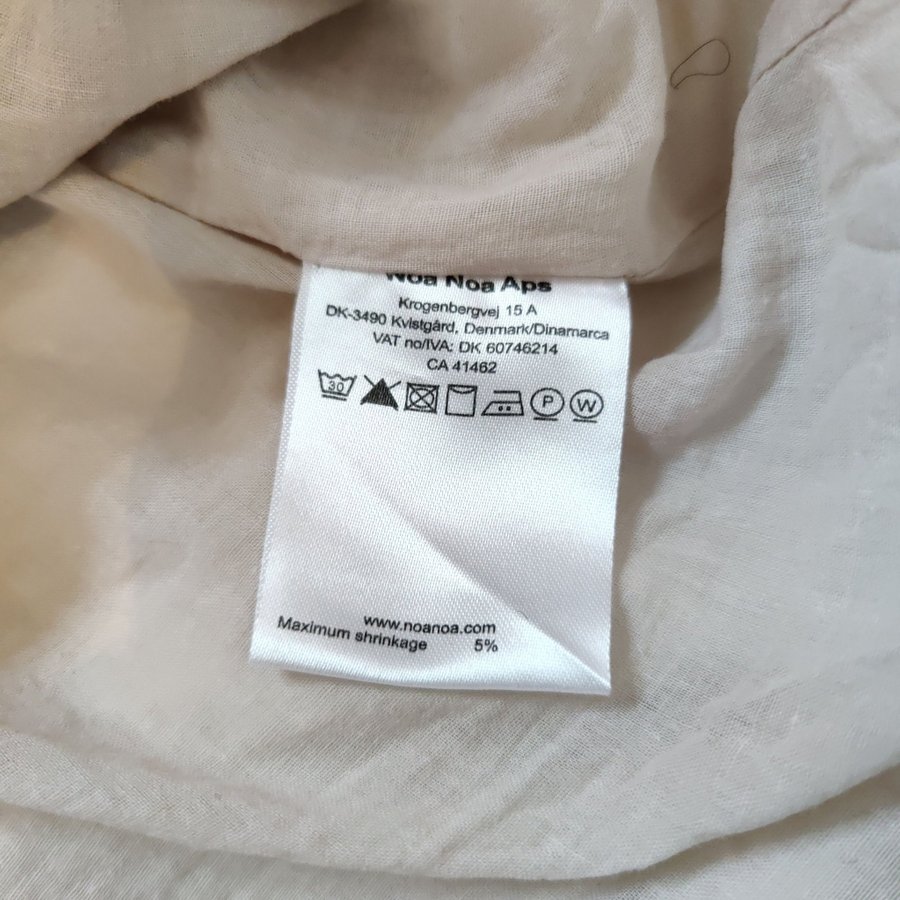 Noa Noa Aps
Krogenbergvej 15 A
DK-3490 Kvistgård, Denmark/Dinamarca
VAT no/IVA: DK 60746214
CA 41462
30 P W
www.noanoa.com
Maximum shrinkage 5%